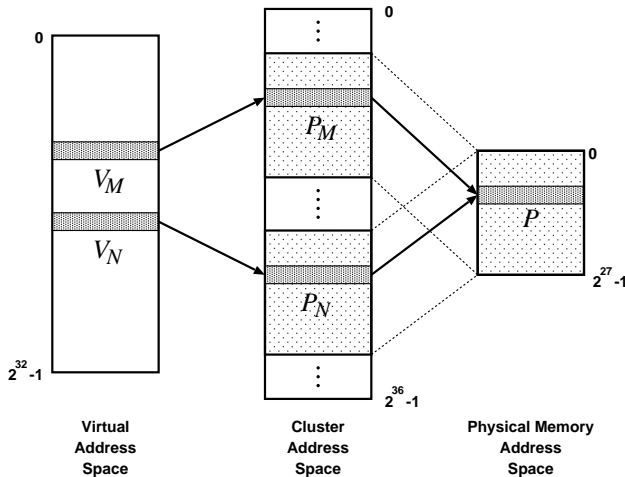 0
0
⋮
P_M
0
V_M
⋮
P
V_N
2^27-1
P_N
2^32-1
⋮
2^36-1
Virtual
Address
Space
Cluster
Address
Space
Physical Memory
Address
Space